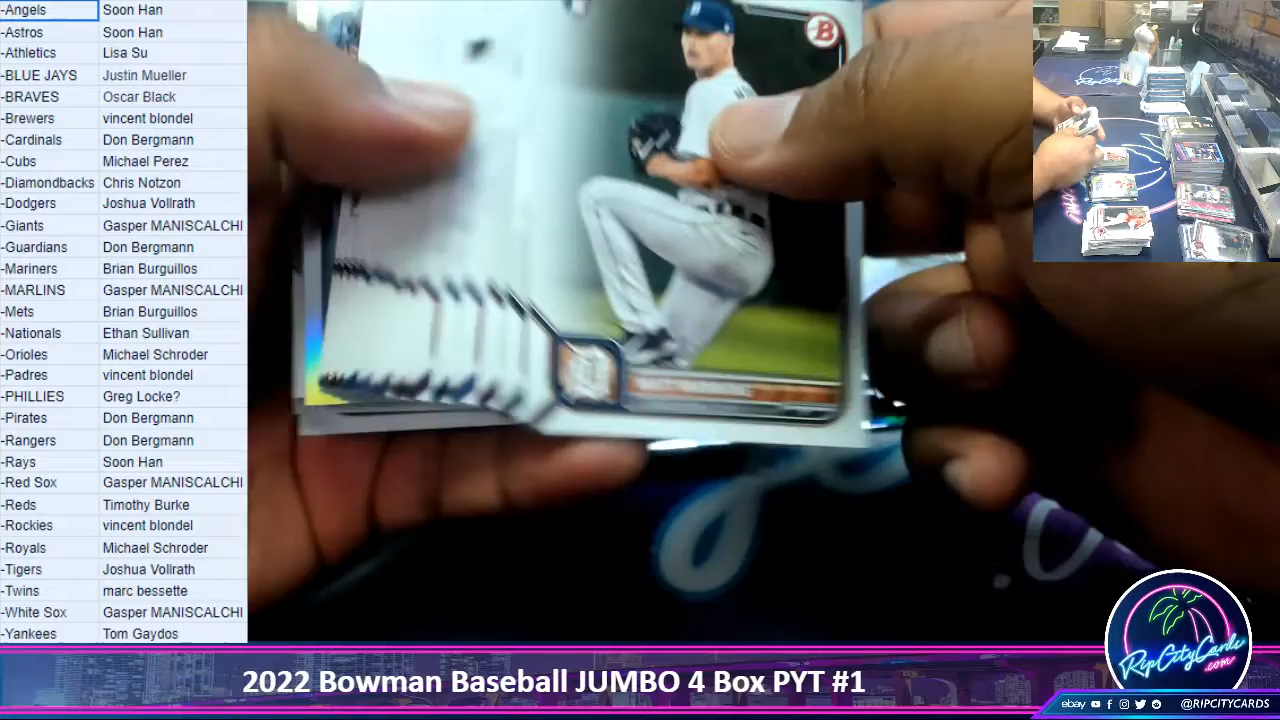 -Angels Soon Han
-Astros Soon Han
-Athletics Lisa Su
-BLUE JAYS Justin Mueller
-BRAVES Oscar Black
-Brewers vincent blondel
-Cardinals Don Bergmann
-Cubs Michael Perez
-Diamondbacks Chris Notzon
-Dodgers Joshua Vollrath
-Giants Gasper MANISCALCHI
-Guardians Don Bergmann
-Mariners Brian Burguillos
-MARLINS Gasper MANISCALCHI
-Mets Brian Burguillos
-Nationals Ethan Sullivan
-Orioles Michael Schroder
-Padres vincent blondel
-PHILLIES Greg Locke?
-Pirates Don Bergmann
-Rangers Don Bergmann
-Rays Soon Han
-Red Sox Gasper MANISCALCHI
-Reds Timothy Burke
-Rockies vincent blondel
-Royals Michael Schroder
-Tigers Joshua Vollrath
-Twins marc bessette
-White Sox Gasper MANISCALCHI
-Yankees Tom Gaydos
B
2022 Bowman Baseball JUMBO 4 Box PYT #1
RipCityCards
.com
ebay @RIPCITYCARDS